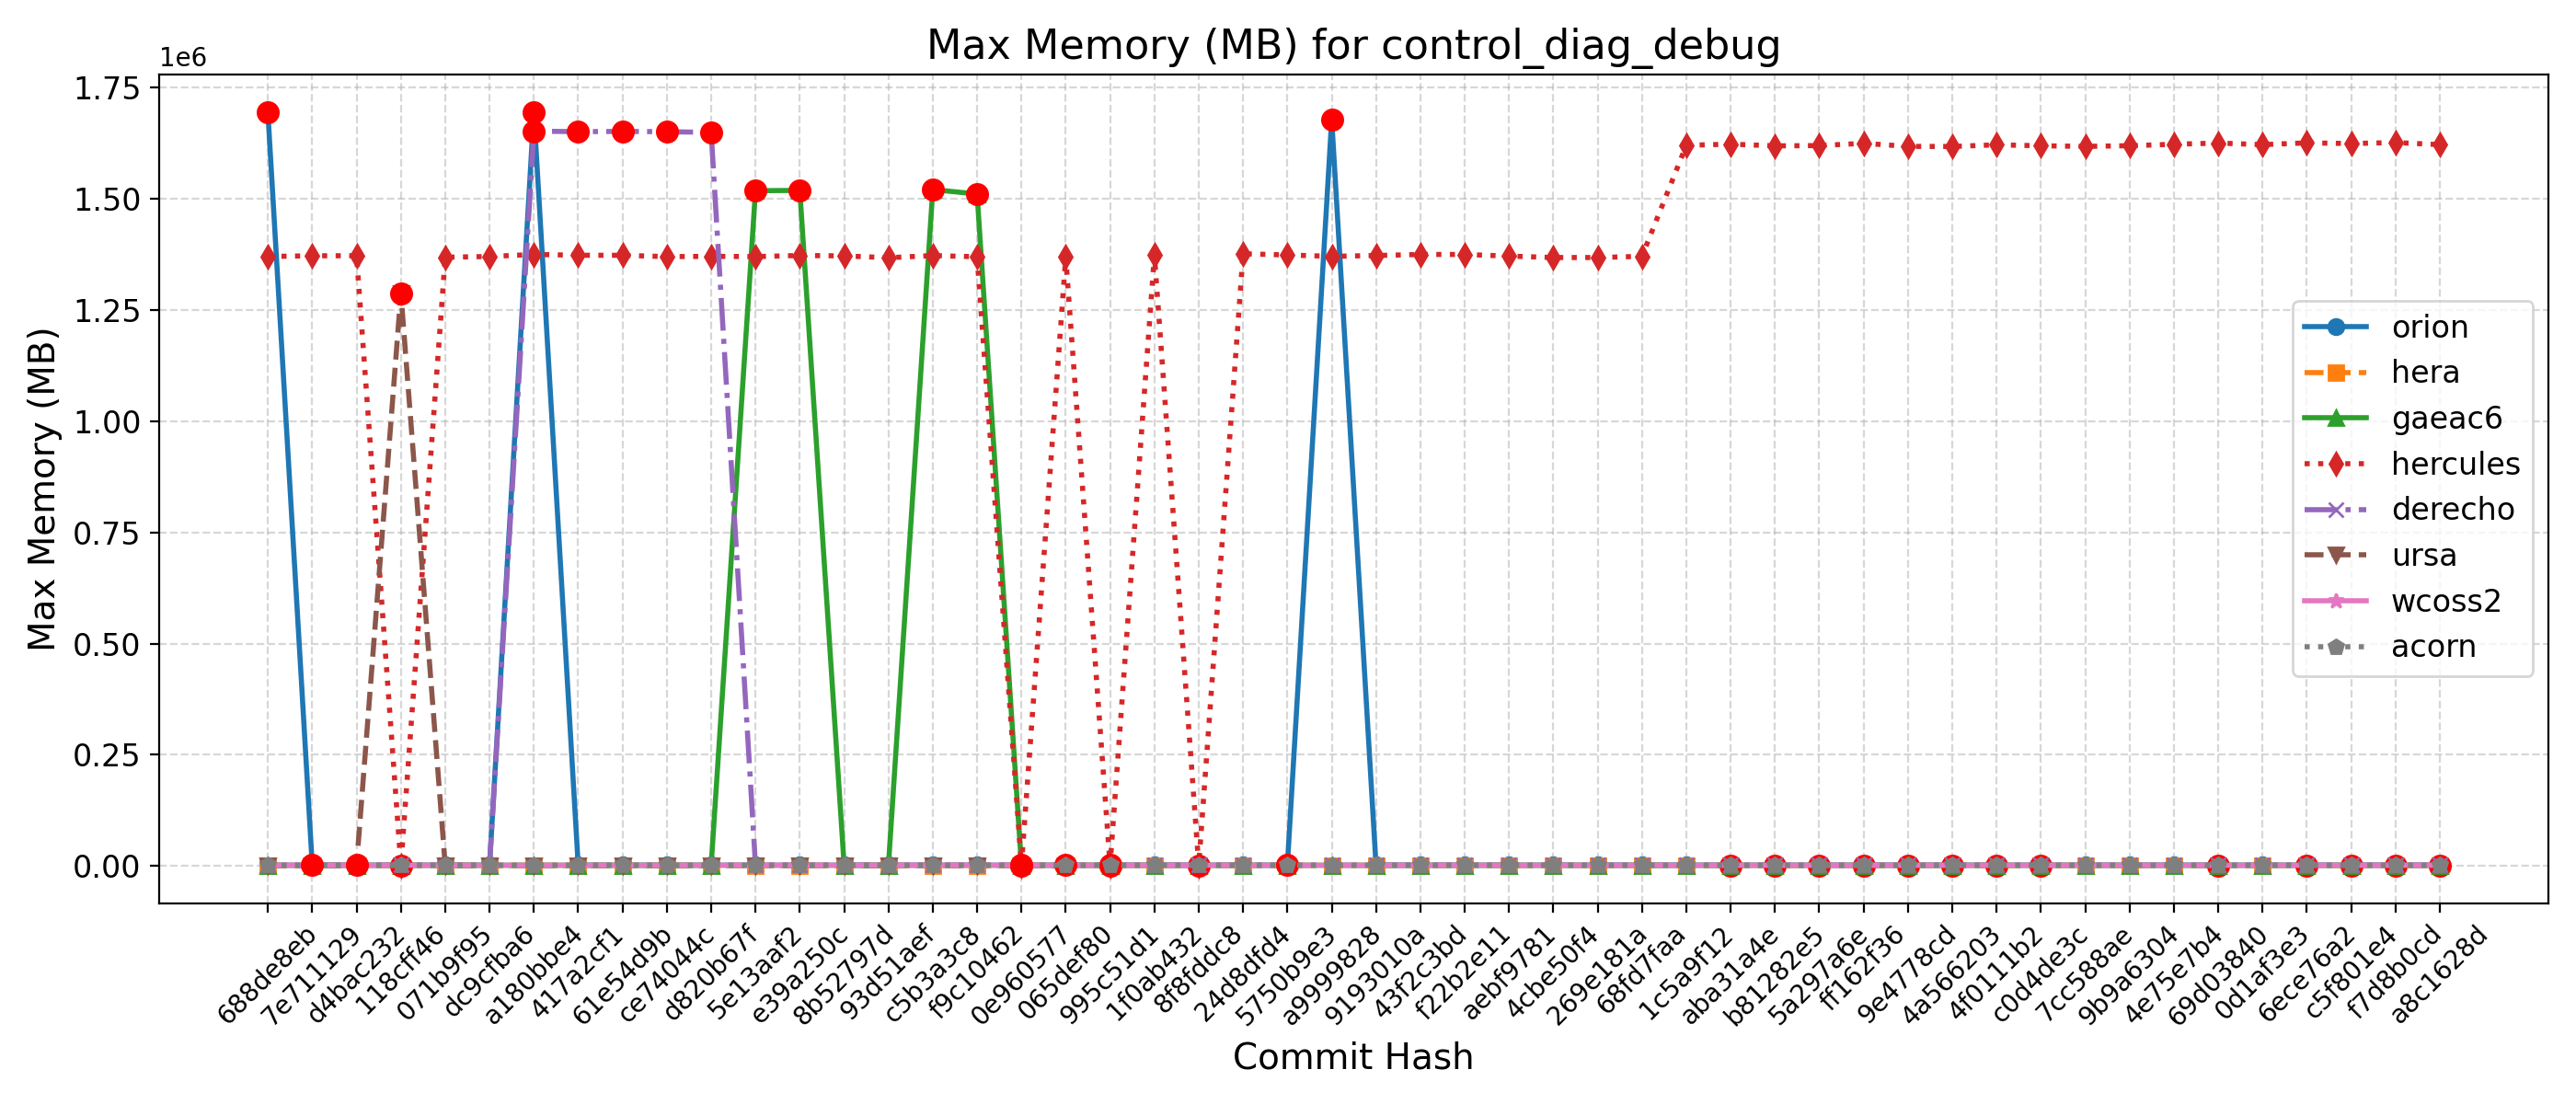 Max Memory (MB) for control_diag_debug
1e6
1.75
1.50
1.25
1.00
0.75
0.50
0.25
0.00
Max Memory (MB)
orion
hera
gaeac6
hercules
derecho
ursa
wcoss2
acorn
688de8eb
7e711129
d4bac232
118cff46
071b9f95
dc9cfba6
a180bbe4
417a2cf1
61e54d9b
ce74044c
d820b67f
5e13aaf2
e39a250c
8b52797d
93d51aef
c5b3a3c8
f9c10462
0e960577
065def80
995c51d1
1f0ab432
8f8fddc8
24d8dfd4
5750b9e3
a9999828
9193010a
43f2c3bd
f22b2e11
aebf9781
4cbe50f4
269e181a
68fd7faa
1c5a9f12
aba31a4e
b81282e5
5a297a6e
ff162f36
9e4778cd
4a566203
4f0111b2
c0d4de3c
7cc588ae
9b9a6304
4e75e7b4
69d03840
0d1af3e3
6ece76a2
c5f801e4
f7d8b0cd
a8c1628d
Commit Hash